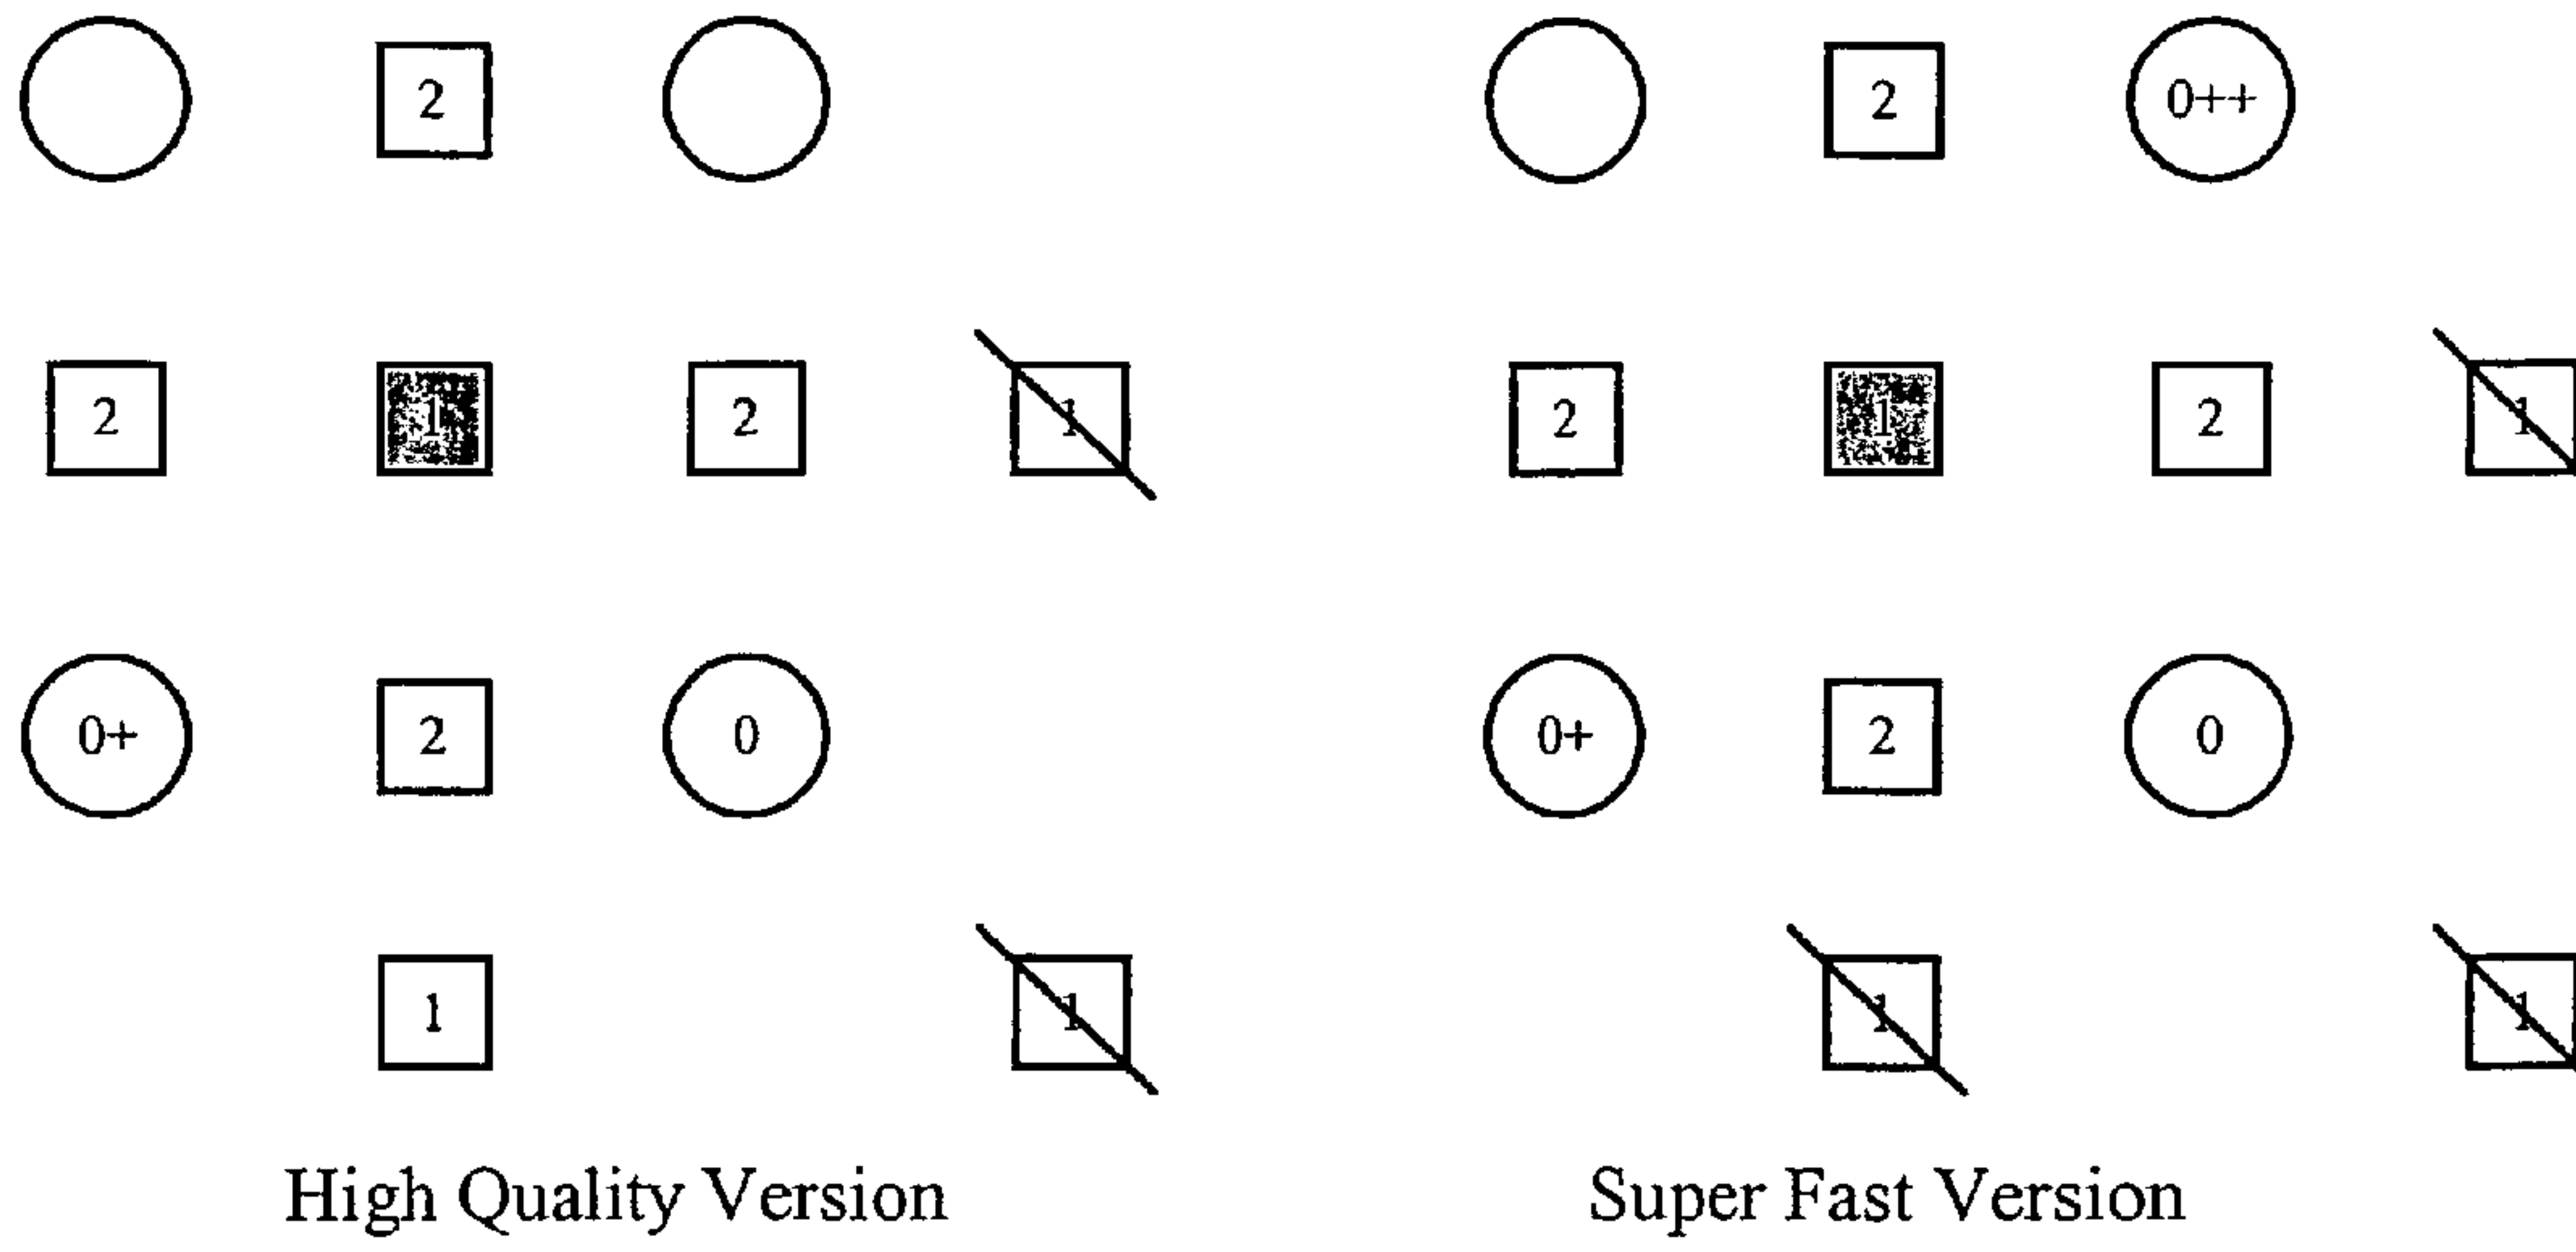 2 2 0++
2 1 2 1 2 1 2 1
0+ 2 0 0+ 2 0
1 1 1 1
High Quality Version Super Fast Version